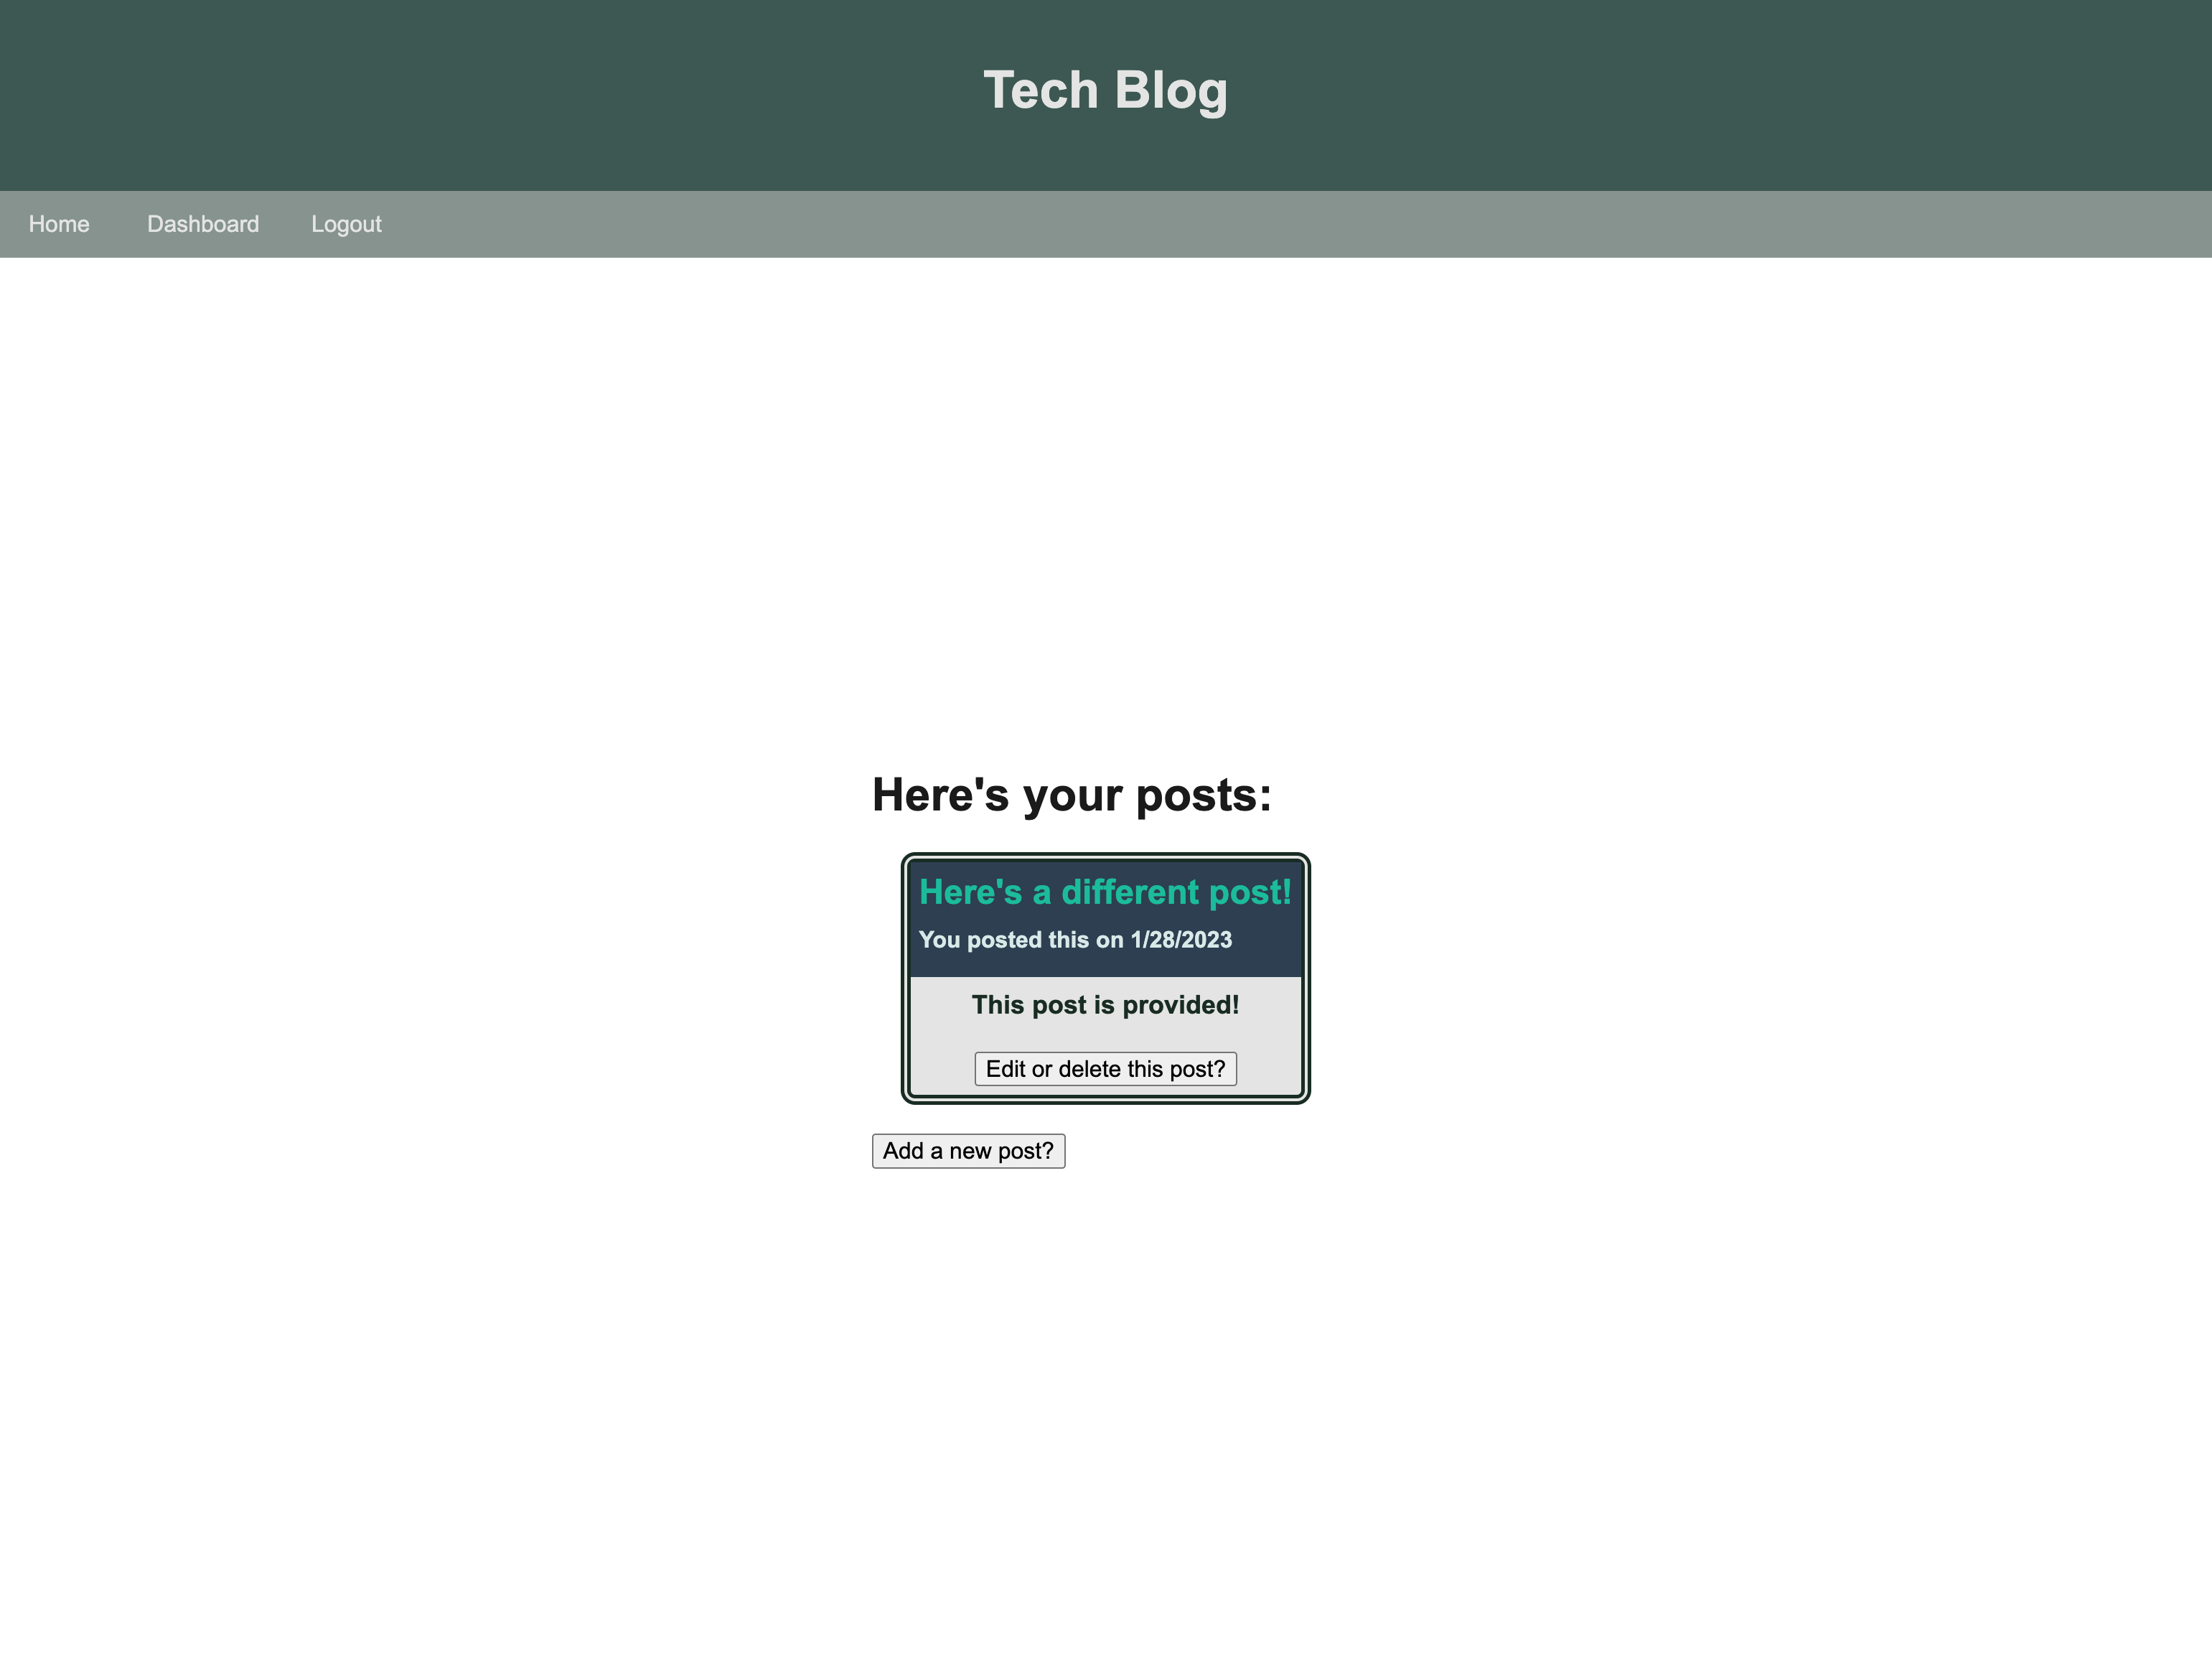 Tech Blog
Home Dashboard Logout
Here's your posts:
Here's a different post!
You posted this on 1/28/2023
This post is provided!
Edit or delete this post?
Add a new post?